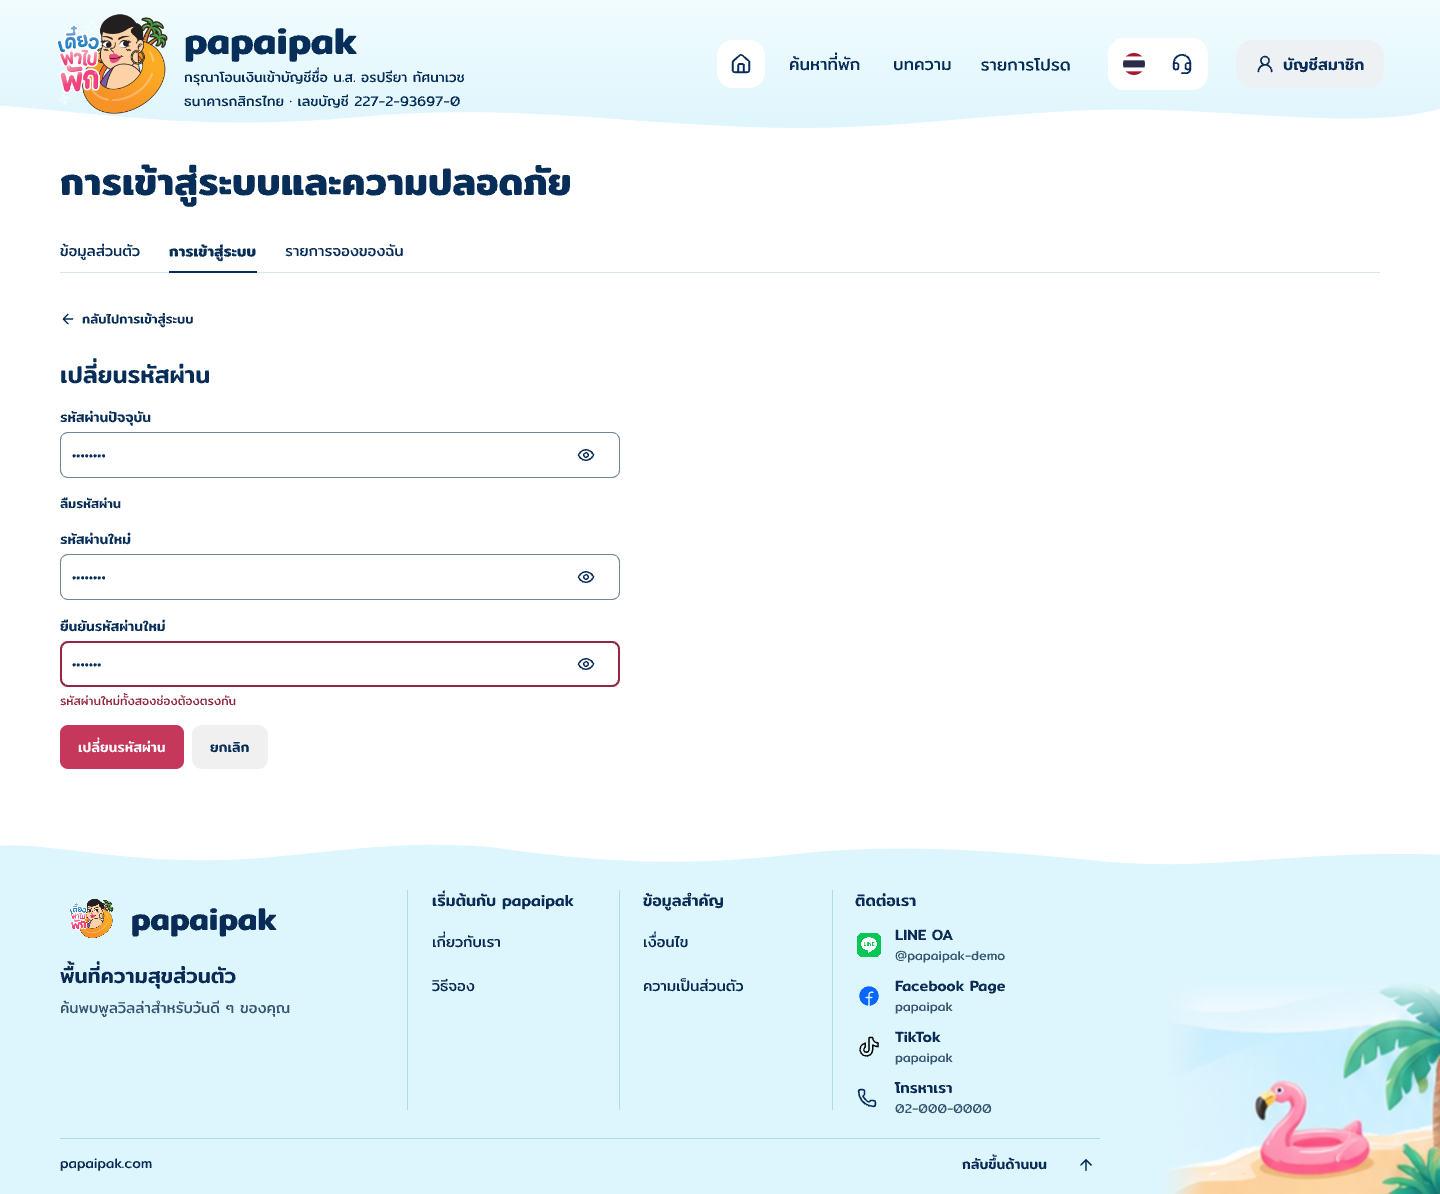 เดี๋ยว
พาไป
พัก
papaipak
กรุณาโอนเงินเข้าบัญชีชื่อ น.ส. อรปรียา ทัศนาเวช
ธนาคารกสิกรไทย · เลขบัญชี 227-2-93697-0
ค้นหาที่พัก
บทความ
รายการโปรด
บัญชีสมาชิก
การเข้าสู่ระบบและความปลอดภัย
ข้อมูลส่วนตัว
การเข้าสู่ระบบ
รายการจองของฉัน
กลับไปการเข้าสู่ระบบ
เปลี่ยนรหัสผ่าน
รหัสผ่านปัจจุบัน
••••••••
ลืมรหัสผ่าน
รหัสผ่านใหม่
••••••••
ยืนยันรหัสผ่านใหม่
•••••••
รหัสผ่านใหม่ทั้งสองช่องต้องตรงกัน
เปลี่ยนรหัสผ่าน
ยกเลิก
เดี๋ยว
พาไป
พัก
papaipak
พื้นที่ความสุขส่วนตัว
ค้นพบพูลวิลล่าสำหรับวันดี ๆ ของคุณ
เริ่มต้นกับ papaipak
เกี่ยวกับเรา
วิธีจอง
ข้อมูลสำคัญ
เงื่อนไข
ความเป็นส่วนตัว
ติดต่อเรา
LINE
LINE OA
@papaipak-demo
Facebook Page
papaipak
TikTok
papaipak
โทรหาเรา
02-000-0000
papaipak.com
กลับขึ้นด้านบน